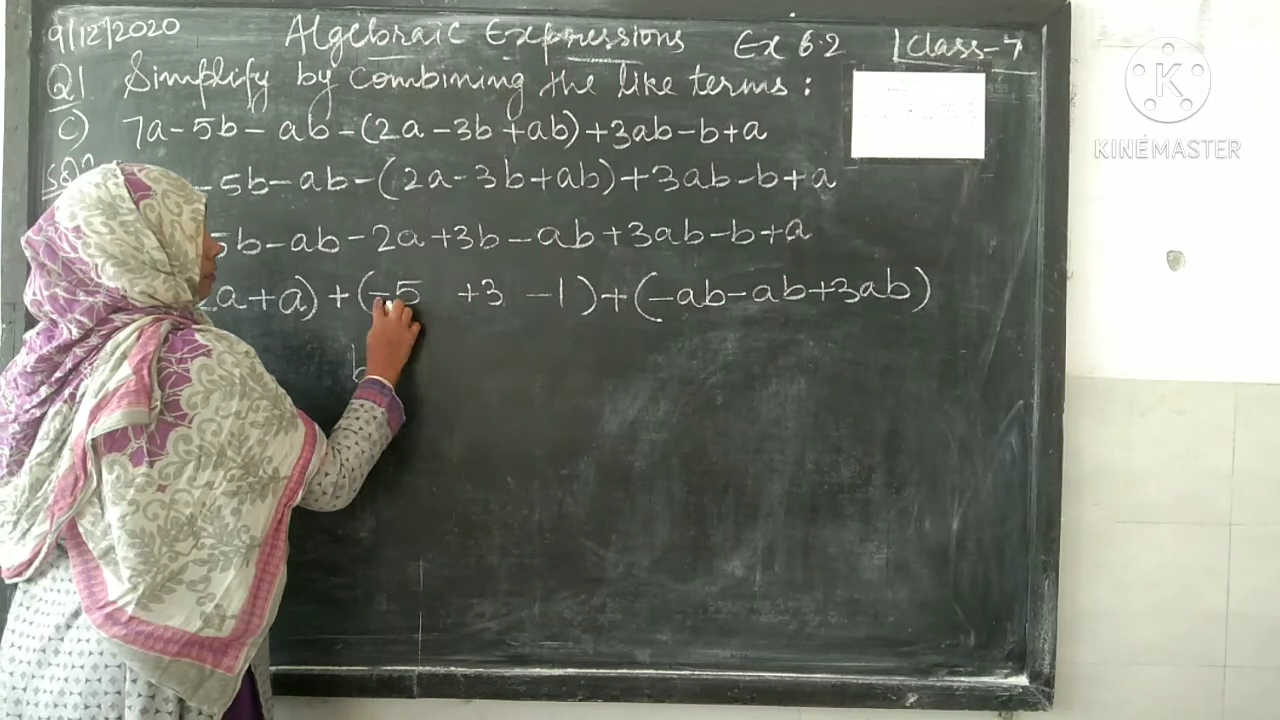 9/12/2020 Algebraic Expressions Ex 6.2 Class-7
Q1 Simplify by combining the like terms:
c) 7a-5b-ab-(2a-3b+ab)+3ab-b+a
Sol? -5b-ab-(2a-3b+ab)+3ab-b+a
5b-ab-2a+3b-ab+3ab-b+a
a+a)+(-5 +3 -1)+(-ab-ab+3ab)
b
K
KINEMASTER